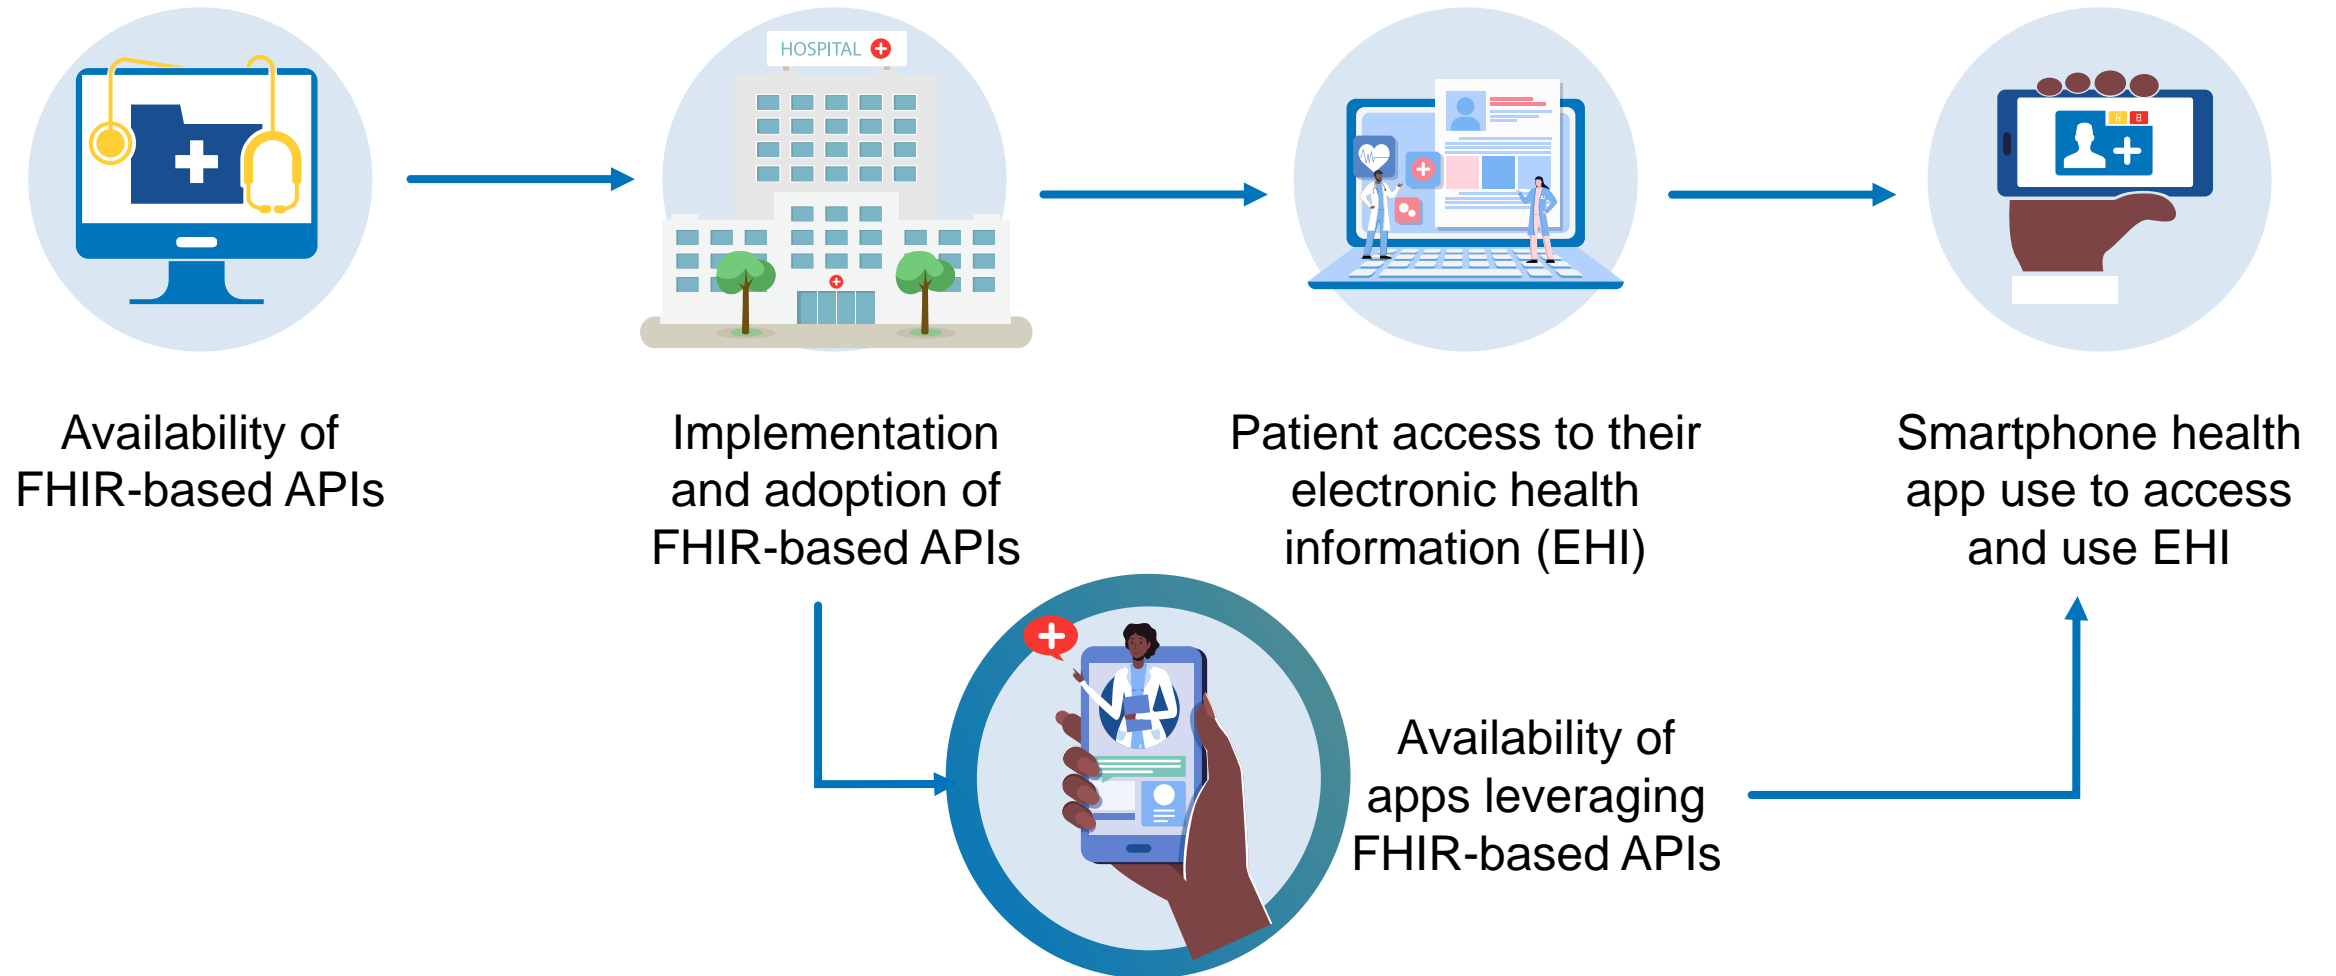 HOSPITAL
Availability of
FHIR-based APIs
Implementation
and adoption of
FHIR-based APIs
Patient access to their
electronic health
information (EHI)
Smartphone health
app use to access
and use EHI
Availability of
apps leveraging
FHIR-based APIs